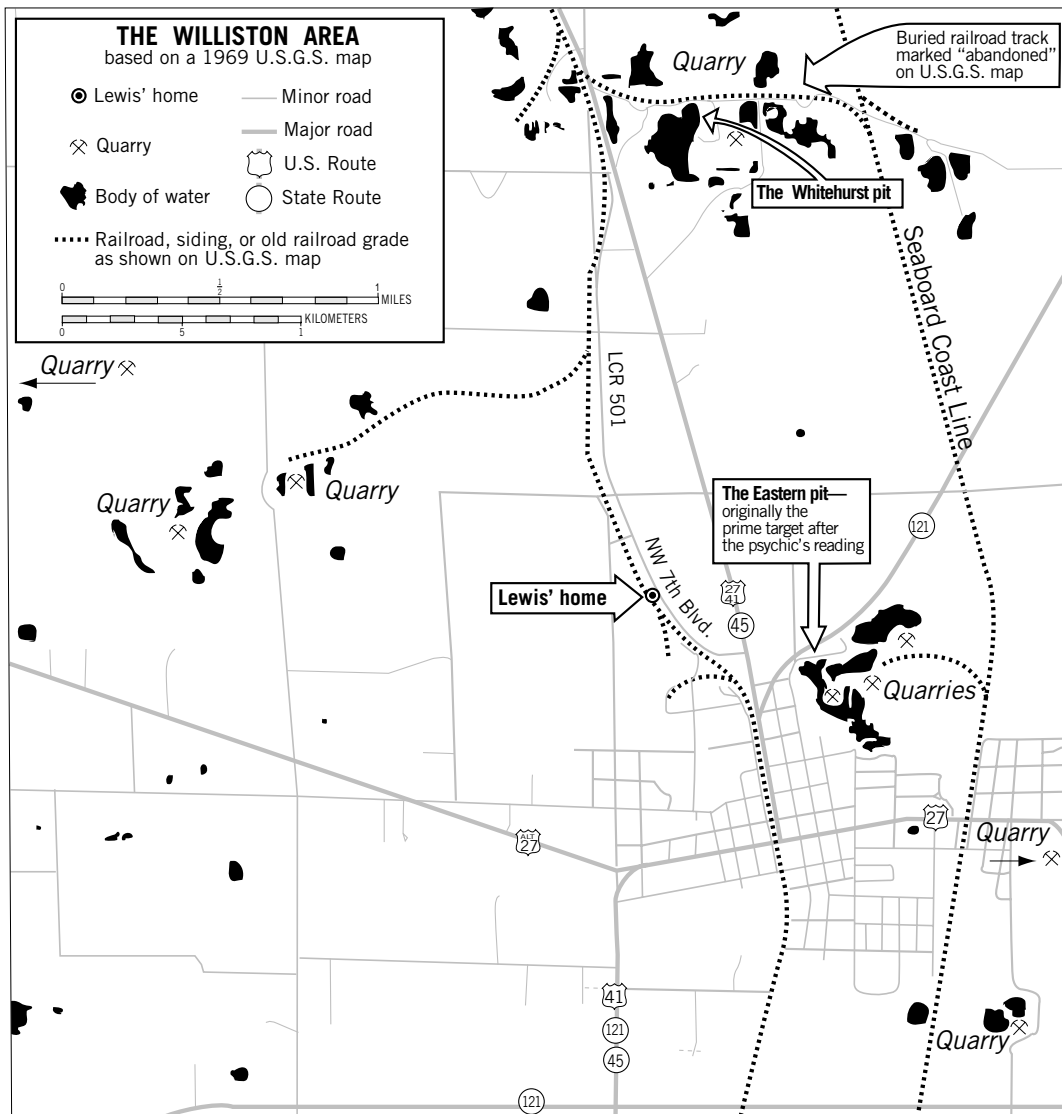 THE WILLISTON AREA
based on a 1969 U.S.G.S. map
Lewis' home
Quarry
Body of water
Minor road
Major road
U.S. Route
State Route
Railroad, siding, or old railroad grade
as shown on U.S.G.S. map
0 1/2 1
MILES
KILOMETERS
0 5 1
Quarry
Buried railroad track
marked “abandoned”
on U.S.G.S. map
The Whitehurst pit
Seaboard Coast Line
Quarry
LCR 501
Quarry
Quarry
The Eastern pit—
originally the
prime target after
the psychic's reading
121
Lewis' home
NW 7th Blvd.
27
41
45
Quarries
ALT
27
27
Quarry
41
121
45
Quarry
121